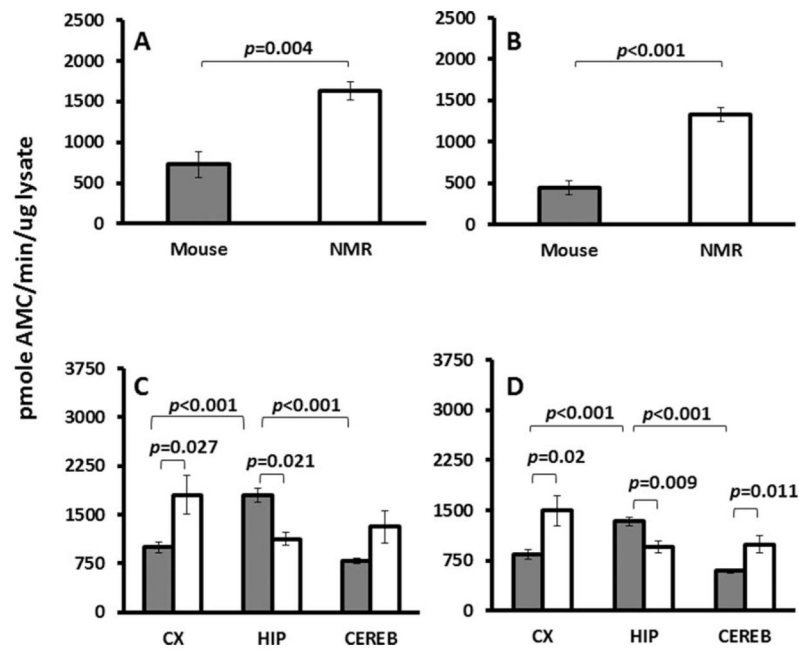 pmole AMC/min/ug lysate
A
p=0.004
2500
2000
1500
1000
500
0
Mouse NMR
B
p<0.001
2500
2000
1500
1000
500
0
Mouse NMR
C
p<0.001 p<0.001
p=0.027 p=0.021
3750
3000
2250
1500
750
0
CX HIP CEREB
D
p<0.001 p<0.001
p=0.02 p=0.009 p=0.011
3750
3000
2250
1500
750
0
CX HIP CEREB